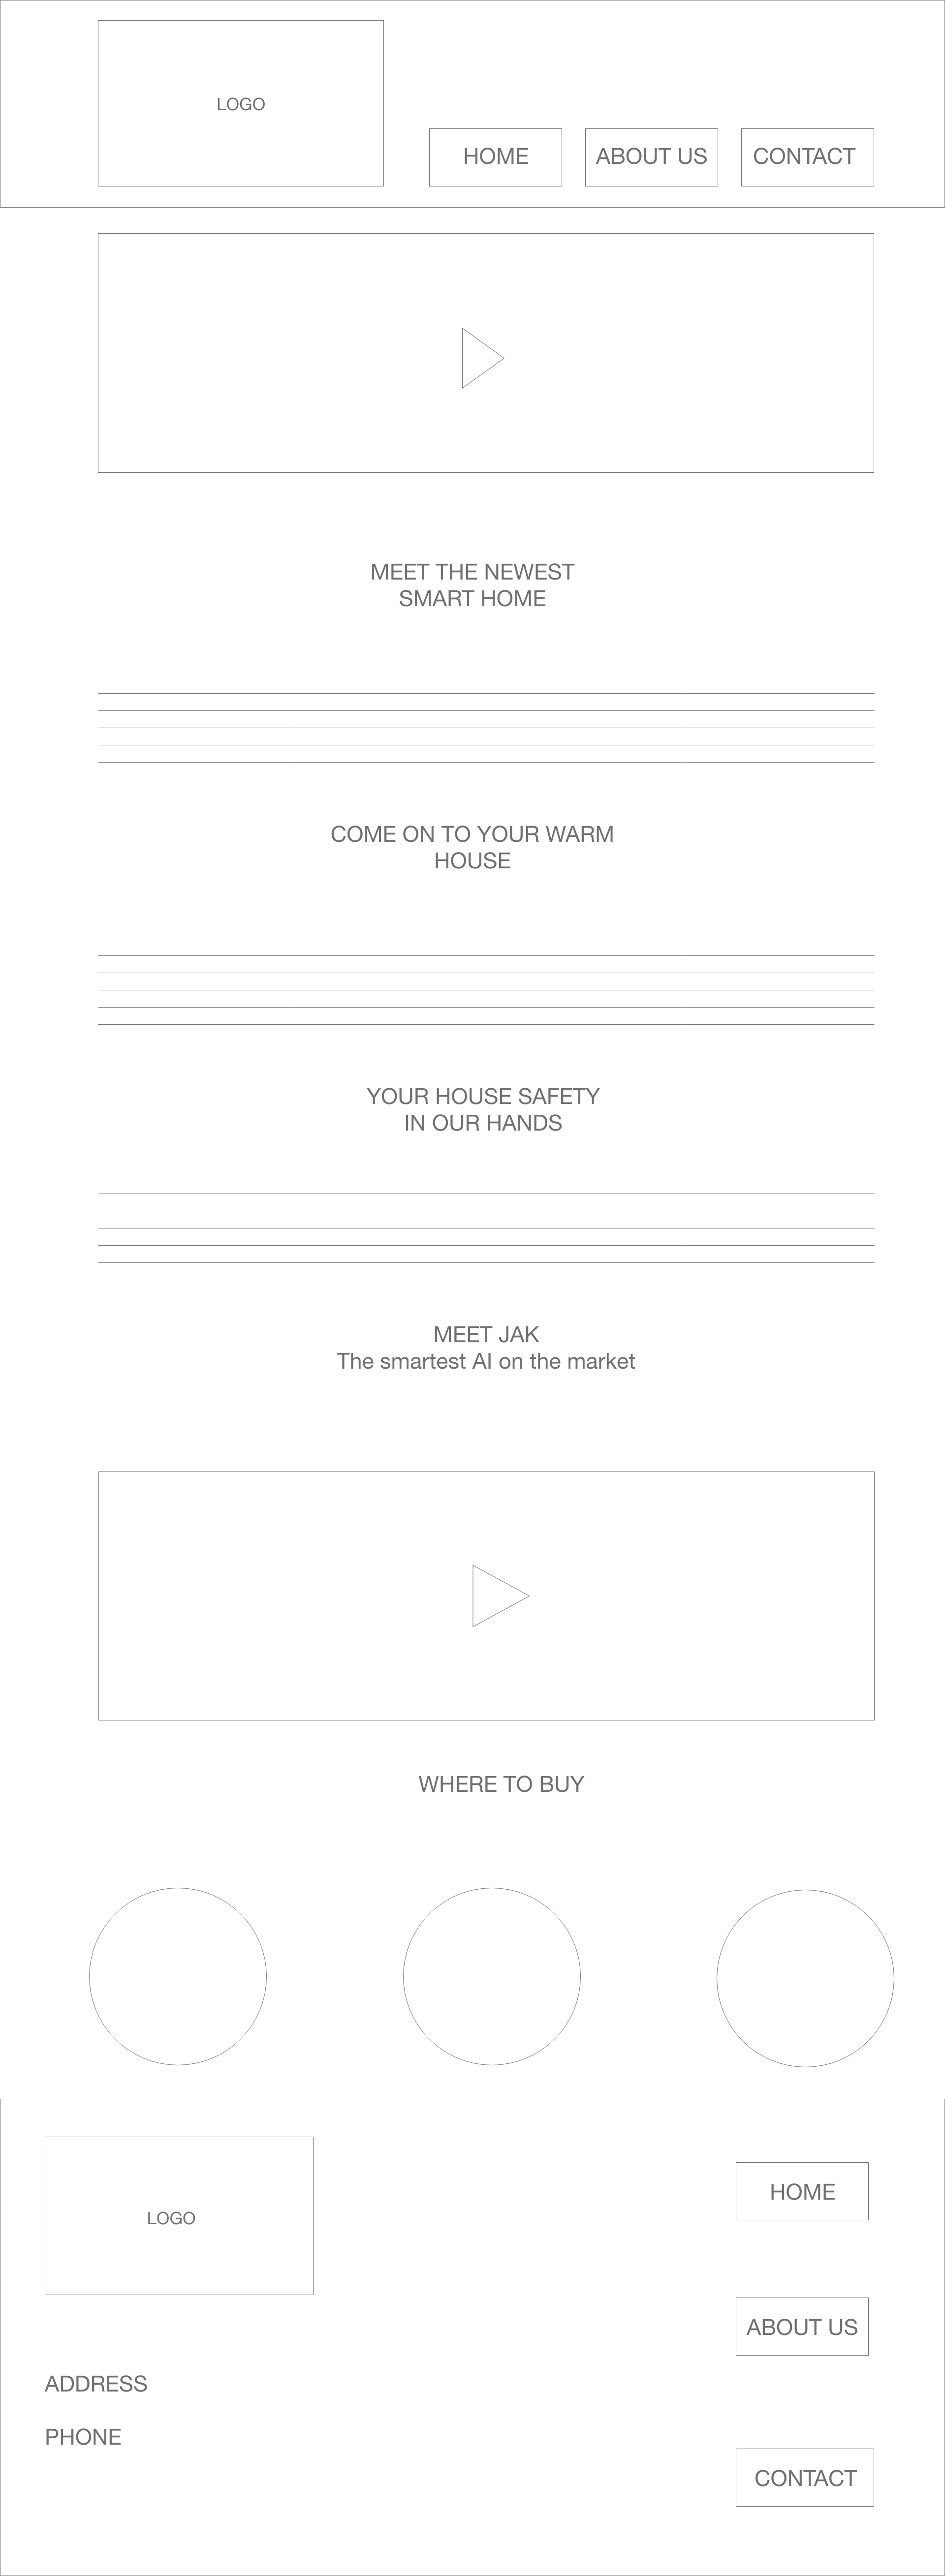 LOGO
HOME
ABOUT US
CONTACT
MEET THE NEWEST
SMART HOME
COME ON TO YOUR WARM
HOUSE
YOUR HOUSE SAFETY
IN OUR HANDS
MEET JAK
The smartest AI on the market
WHERE TO BUY
LOGO
HOME
ABOUT US
ADDRESS
PHONE
CONTACT